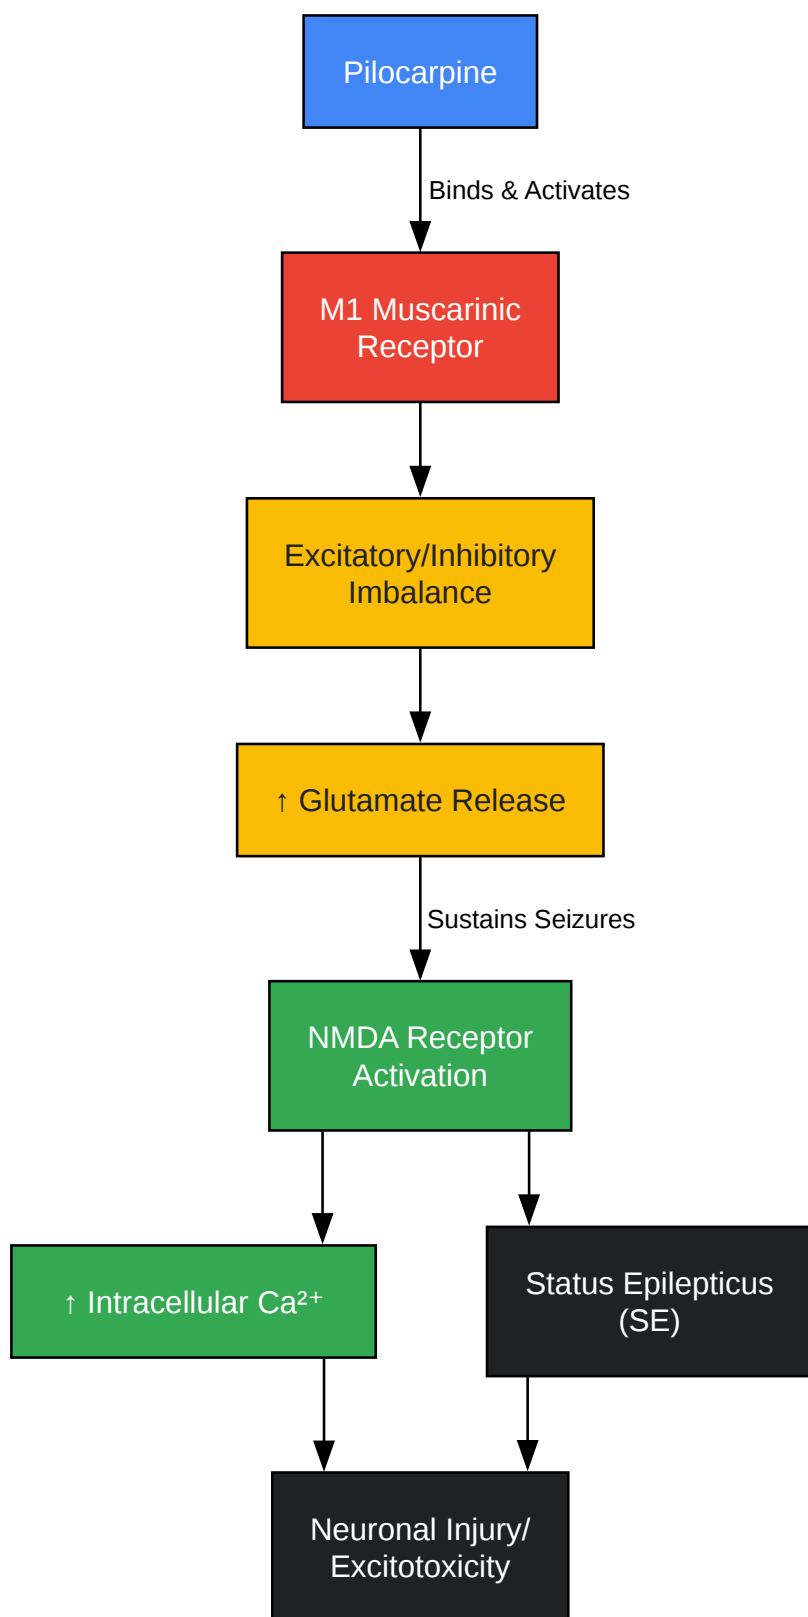 Pilocarpine
Binds & Activates
M1 Muscarinic
Receptor
Excitatory/Inhibitory
Imbalance
↑ Glutamate Release
Sustains Seizures
NMDA Receptor
Activation
↑ Intracellular Ca²⁺
Status Epilepticus
(SE)
Neuronal Injury/
Excitotoxicity